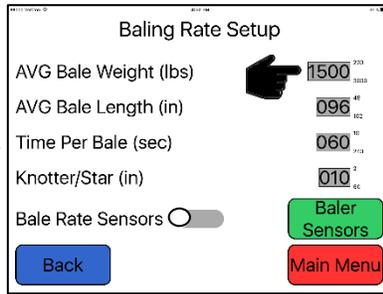 Baling Rate Setup
AVG Bale Weight (lbs) 1500
AVG Bale Length (in) 096
Time Per Bale (sec) 060
Knotter/Star (in) 010
Bale Rate Sensors
Baler Sensors
Back
Main Menu